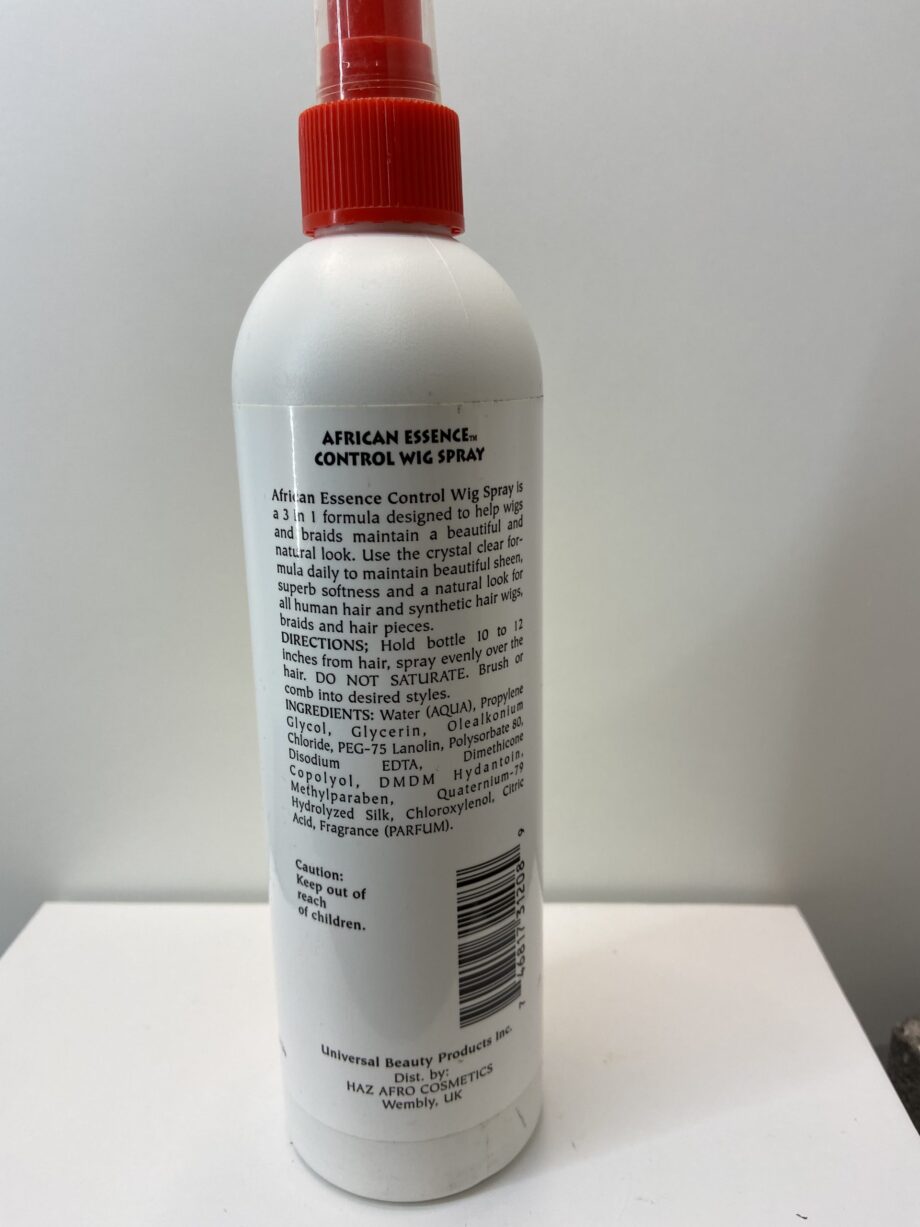 AFRICAN ESSENCE™
CONTROL WIG SPRAY
African Essence Control Wig Spray is
a 3 in 1 formula designed to help wigs
and braids maintain a beautiful and
natural look. Use the crystal clear for-
mula daily to maintain beautiful sheen,
superb softness and a natural look for
all human hair and synthetic hair wigs,
braids and hair pieces.
DIRECTIONS; Hold bottle 10 to 12
inches from hair, spray evenly over the
hair. DO NOT SATURATE. Brush or
comb into desired styles.
INGREDIENTS: Water (AQUA), Propylene
Glycol, Glycerin, Olealkonium
Chloride, PEG-75 Lanolin, Polysorbate 80,
Disodium EDTA, Dimethicone
Copolyol, DMDM Hydantoin,
Methylparaben, Quaternium-79
Hydrolyzed Silk, Chloroxylenol, Citric
Acid, Fragrance (PARFUM).
Caution:
Keep out of
reach
of children.
7 46817 31208 9
Universal Beauty Products Inc.
Dist. by:
HAZ AFRO COSMETICS
Wembly, UK